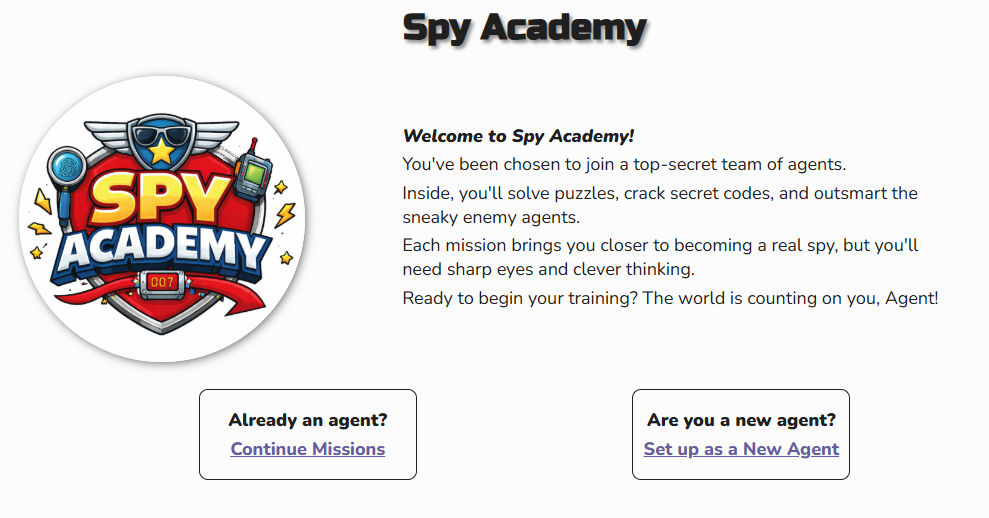 Spy Academy
SPY
ACADEMY
007
Welcome to Spy Academy!
You've been chosen to join a top-secret team of agents.
Inside, you'll solve puzzles, crack secret codes, and outsmart the
sneaky enemy agents.
Each mission brings you closer to becoming a real spy, but you'll
need sharp eyes and clever thinking.
Ready to begin your training? The world is counting on you, Agent!
Already an agent?
Continue Missions
Are you a new agent?
Set up as a New Agent